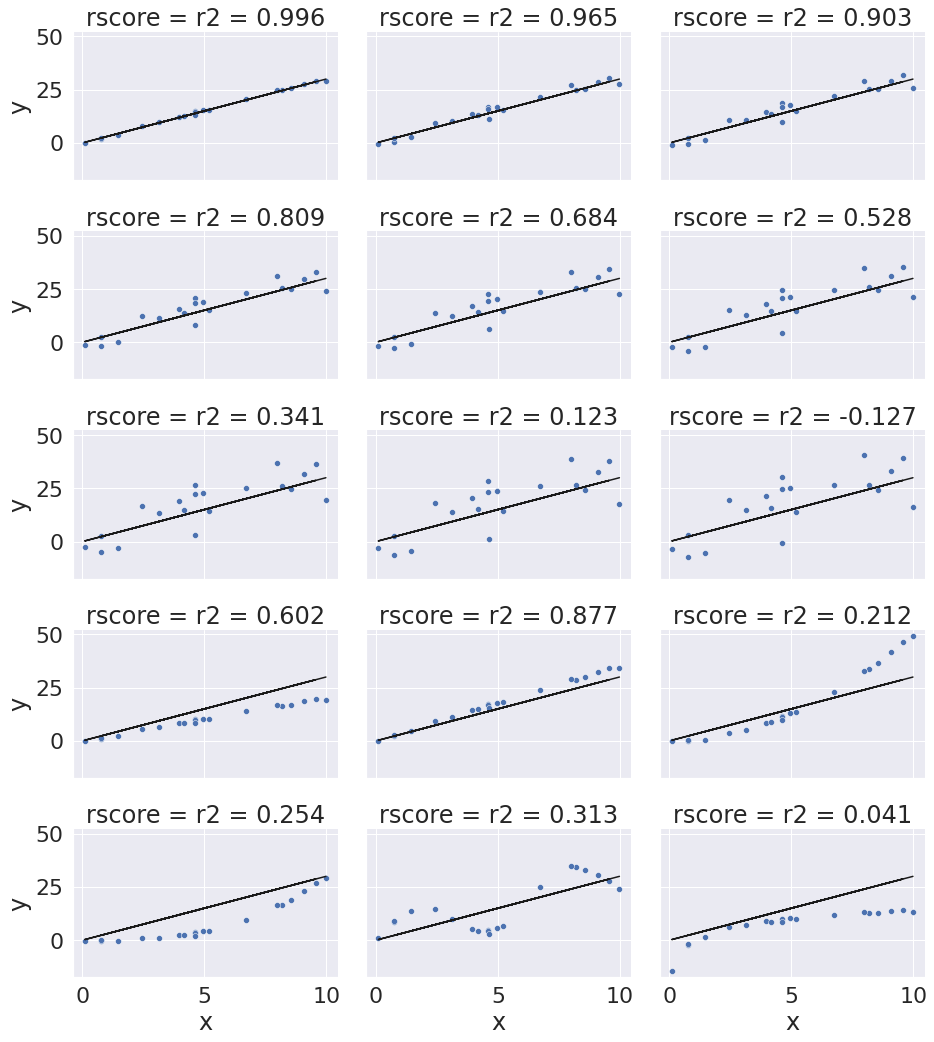 rscore = r2 = 0.996 rscore = r2 = 0.965 rscore = r2 = 0.903
50
25
0
y
rscore = r2 = 0.809 rscore = r2 = 0.684 rscore = r2 = 0.528
50
25
0
y
rscore = r2 = 0.341 rscore = r2 = 0.123 rscore = r2 = -0.127
50
25
0
y
rscore = r2 = 0.602 rscore = r2 = 0.877 rscore = r2 = 0.212
50
25
0
y
rscore = r2 = 0.254 rscore = r2 = 0.313 rscore = r2 = 0.041
50
25
0
y
0 5 10 0 5 10 0 5 10
x x x